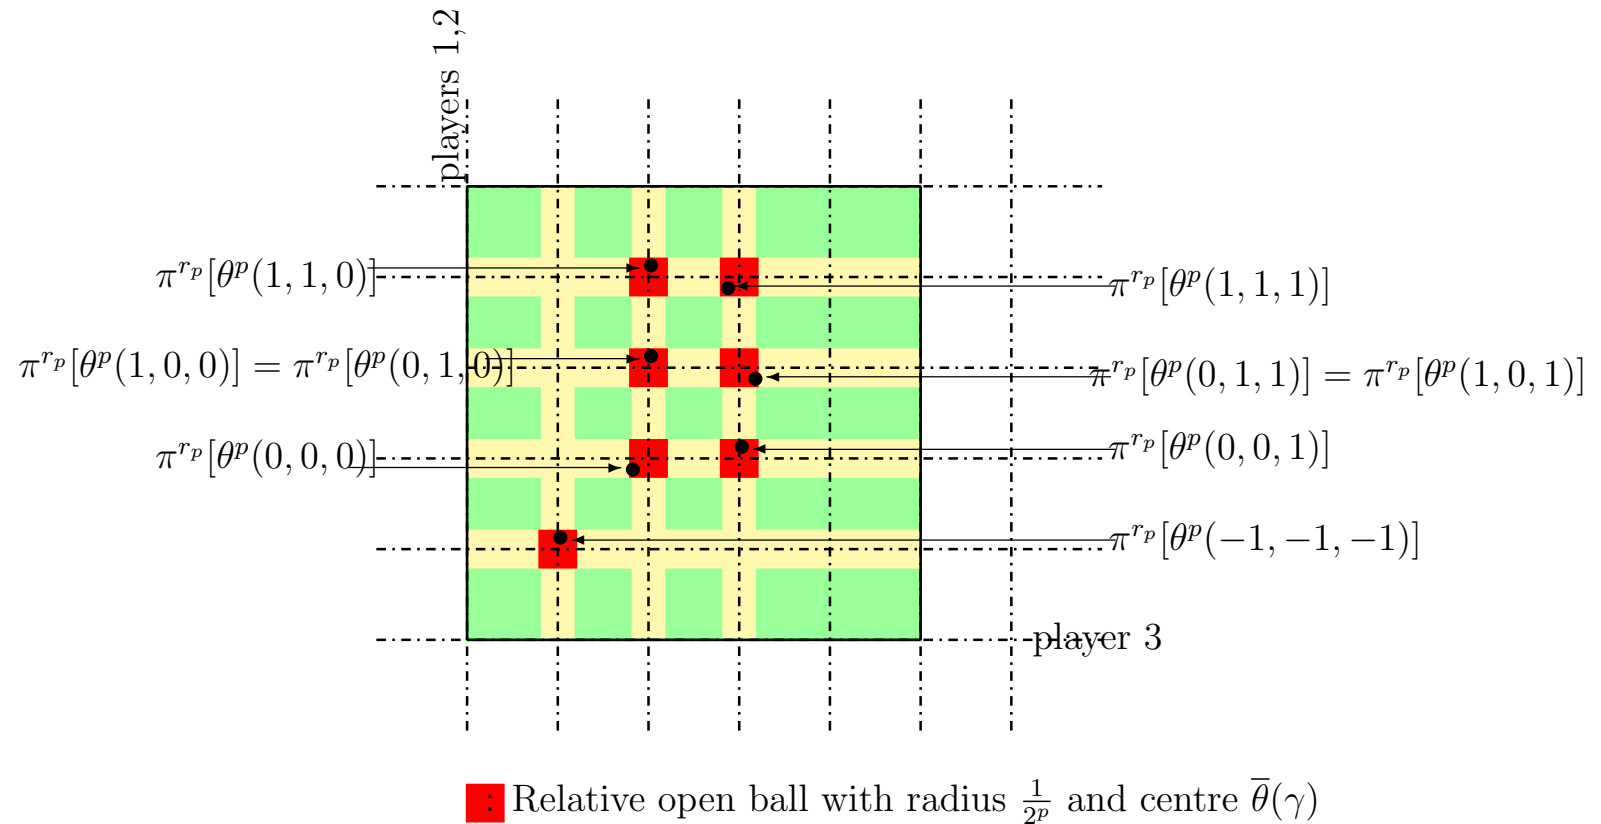 players 1,2
π^{r_p}[θ^p(1, 1, 0)]
π^{r_p}[θ^p(1, 1, 1)]
π^{r_p}[θ^p(1, 0, 0)] = π^{r_p}[θ^p(0, 1, 0)]
π^{r_p}[θ^p(0, 1, 1)] = π^{r_p}[θ^p(1, 0, 1)]
π^{r_p}[θ^p(0, 0, 0)]
π^{r_p}[θ^p(0, 0, 1)]
π^{r_p}[θ^p(−1, −1, −1)]
player 3
: Relative open ball with radius \frac{1}{2^p} and centre \overline{θ}(γ)